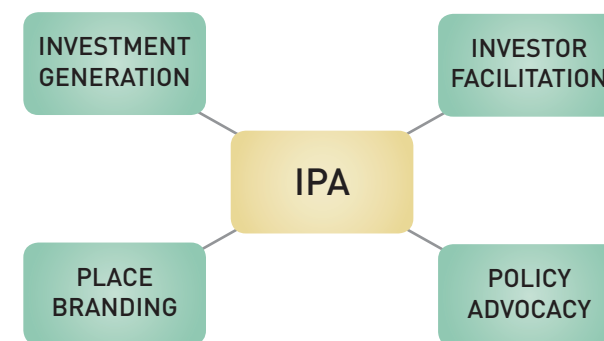 INVESTMENT
GENERATION
INVESTOR
FACILITATION
IPA
PLACE
BRANDING
POLICY
ADVOCACY